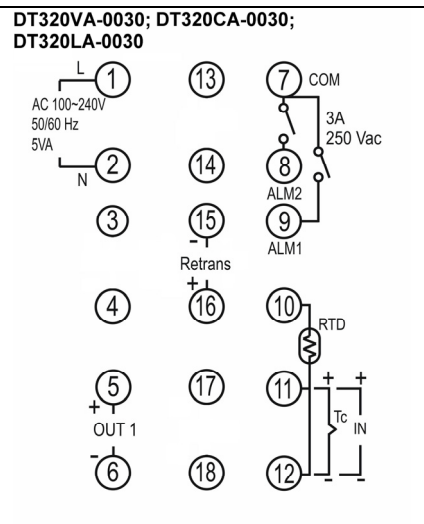 DT320VA-0030; DT320CA-0030;
DT320LA-0030
L
1
13
7
COM
AC 100~240V
50/60 Hz
5VA
3A
250 Vac
2
14
8
N
ALM2
3
15
9
-
ALM1
Retrans
+
4
16
10
RTD
5
17
11
+ +
+
Tc
IN
OUT 1
-
6
18
12
- -